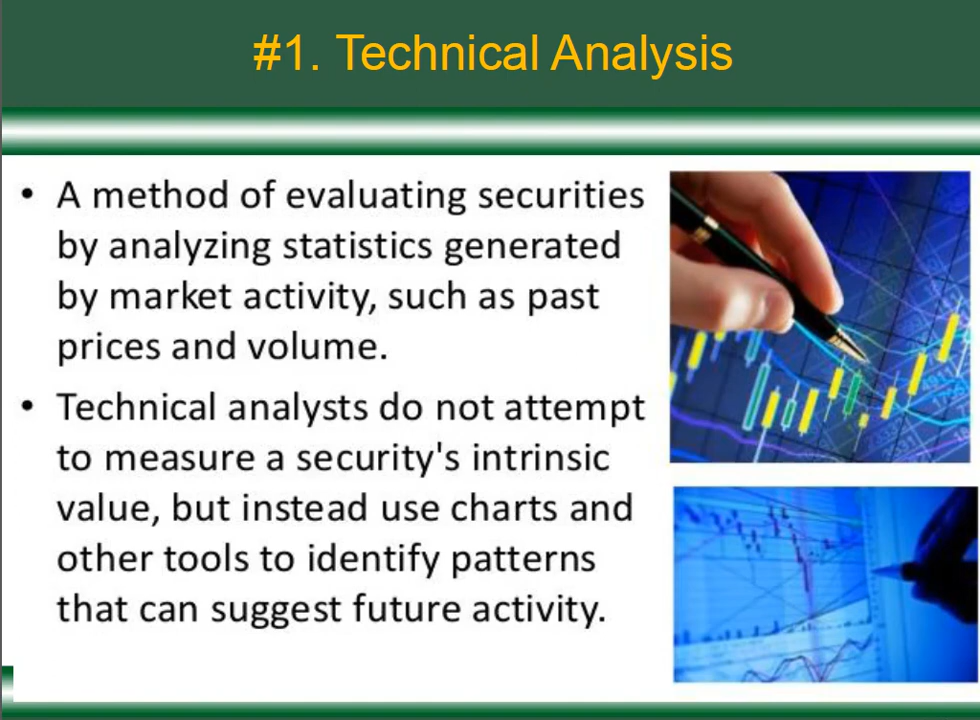 #1. Technical Analysis
• A method of evaluating securities
by analyzing statistics generated
by market activity, such as past
prices and volume.
• Technical analysts do not attempt
to measure a security's intrinsic
value, but instead use charts and
other tools to identify patterns
that can suggest future activity.